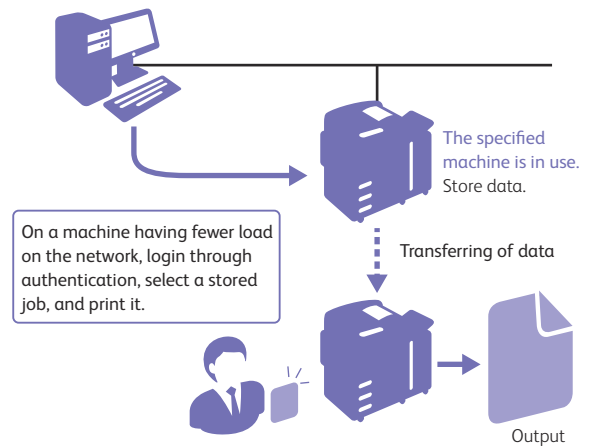 The specified
machine is in use.
Store data.
On a machine having fewer load
on the network, login through
authentication, select a stored
job, and print it.
Transferring of data
Output